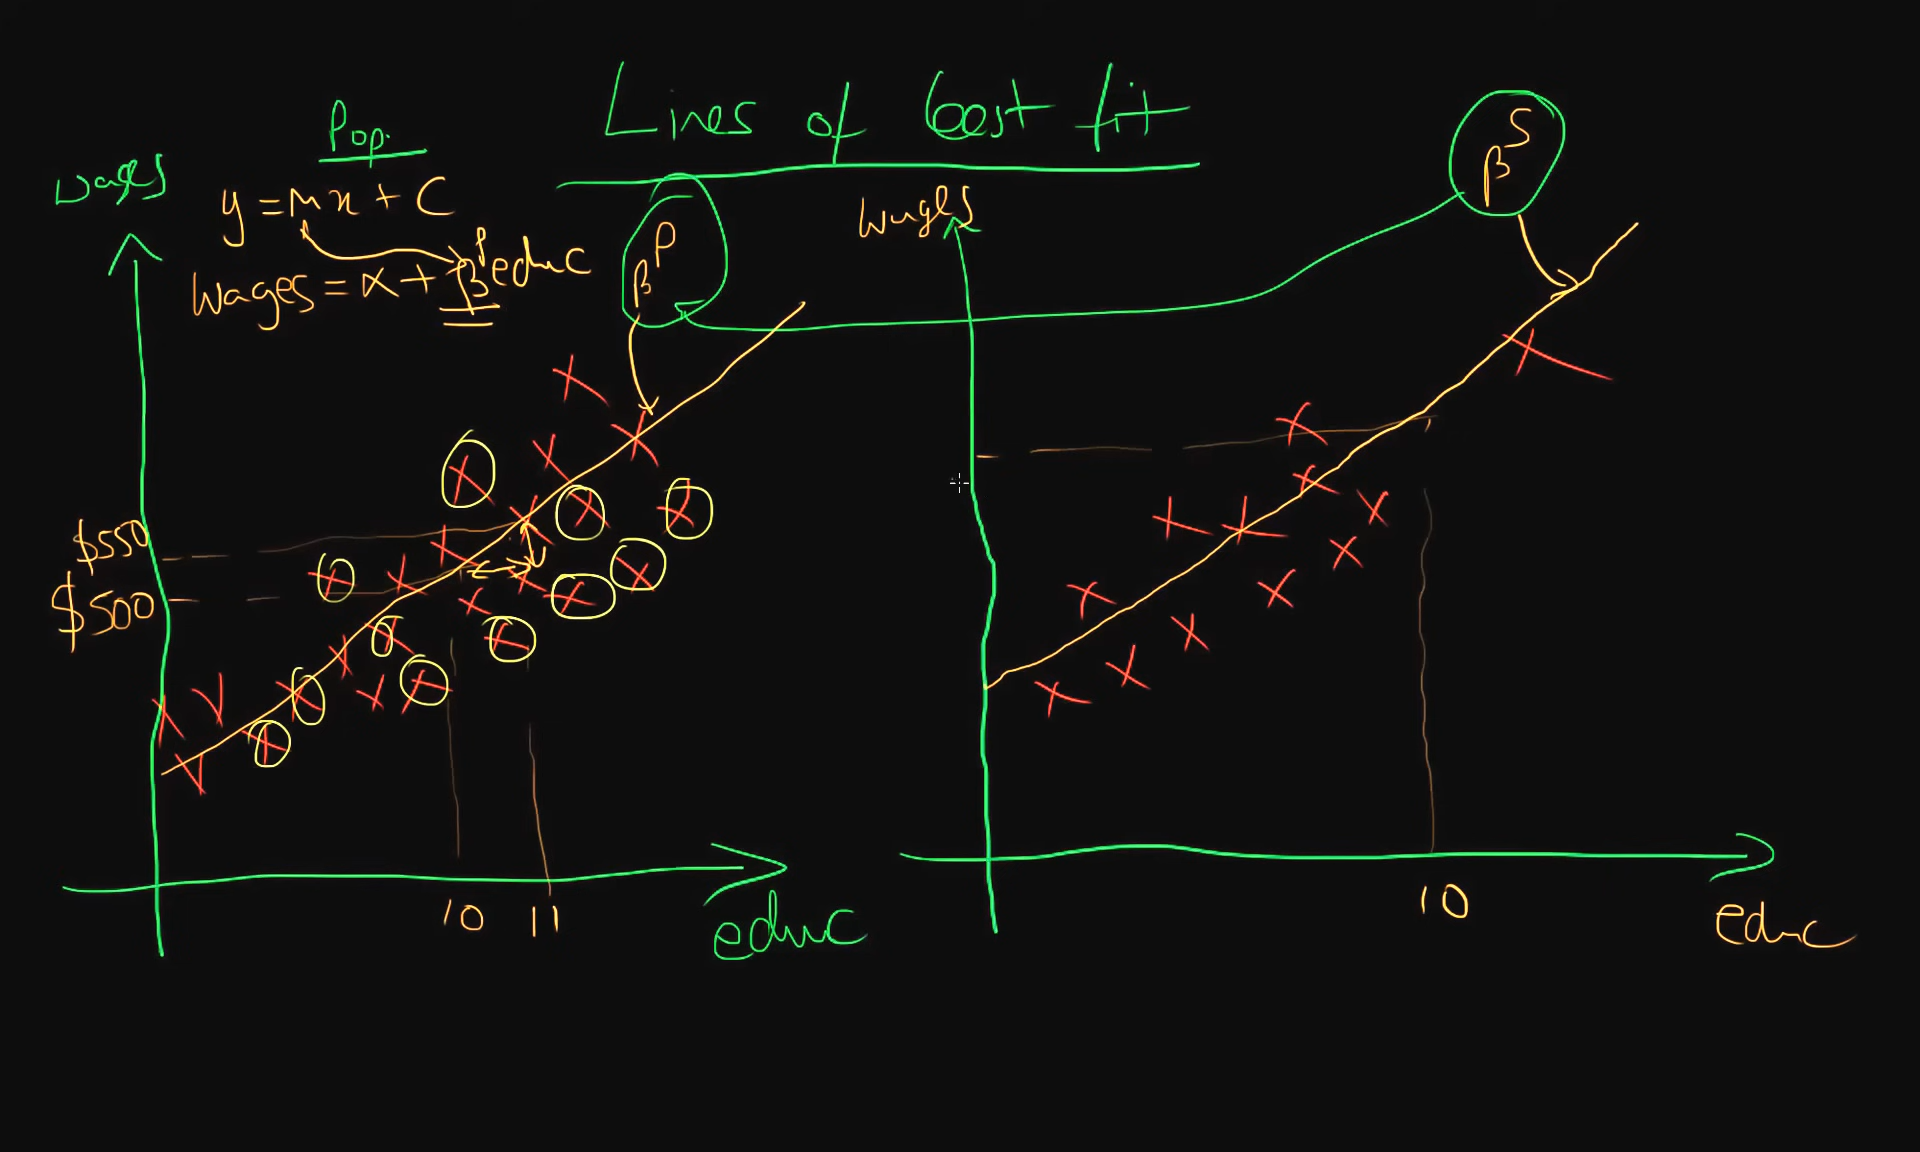 Lines of best fit
Pop.
wages
y = Mx + C
Wages = α + β^P educ
β^P
Wages
β^S
$550
$500
10 11
educ
10
educ